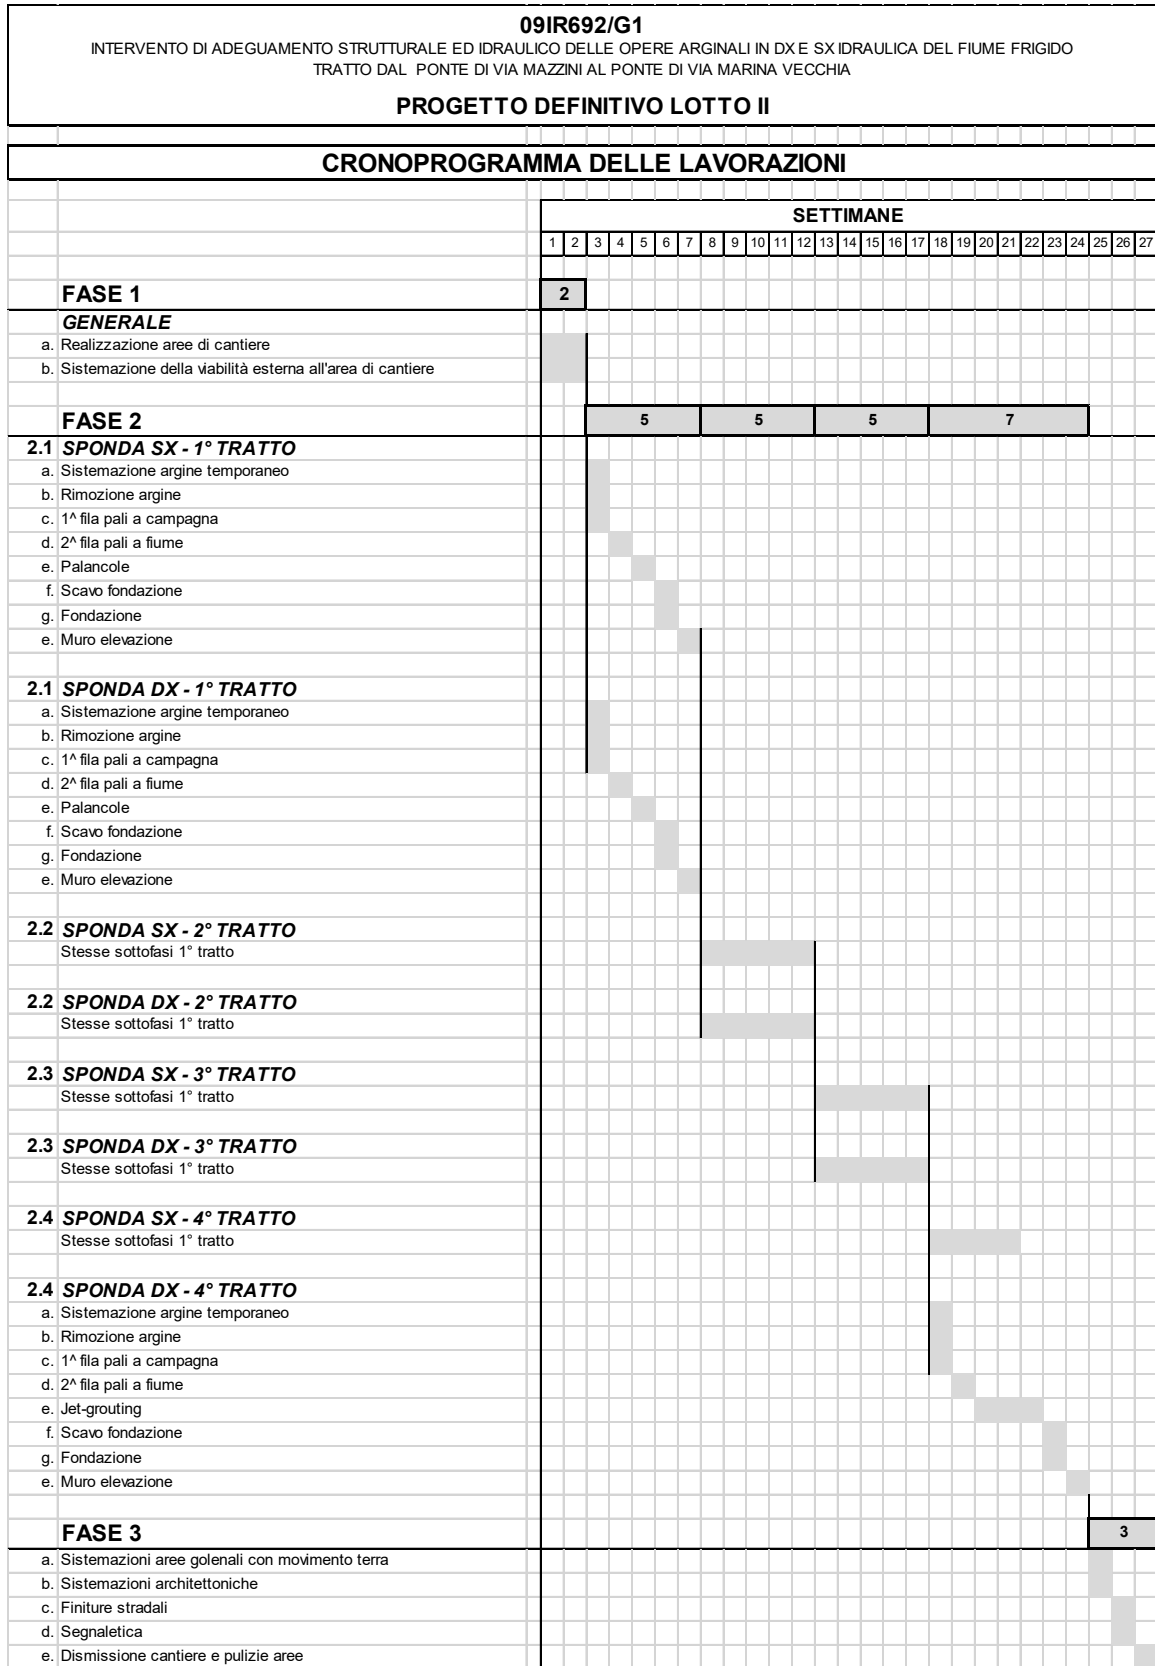 09IR692/G1
INTERVENTO DI ADEGUAMENTO STRUTTURALE ED IDRAULICO DELLE OPERE ARGINALI IN DX E SX IDRAULICA DEL FIUME FRIGIDO
TRATTO DAL PONTE DI VIA MAZZINI AL PONTE DI VIA MARINA VECCHIA
PROGETTO DEFINITIVO LOTTO II
CRONOPROGRAMMA DELLE LAVORAZIONI
SETTIMANE
1 2 3 4 5 6 7 8 9 10 11 12 13 14 15 16 17 18 19 20 21 22 23 24 25 26 27
FASE 1 2
GENERALE
a. Realizzazione aree di cantiere
b. Sistemazione della viabilità esterna all'area di cantiere
FASE 2 5 5 5 7
2.1 SPONDA SX - 1° TRATTO
a. Sistemazione argine temporaneo
b. Rimozione argine
c. 1^ fila pali a campagna
d. 2^ fila pali a fiume
e. Palancole
f. Scavo fondazione
g. Fondazione
e. Muro elevazione
2.1 SPONDA DX - 1° TRATTO
a. Sistemazione argine temporaneo
b. Rimozione argine
c. 1^ fila pali a campagna
d. 2^ fila pali a fiume
e. Palancole
f. Scavo fondazione
g. Fondazione
e. Muro elevazione
2.2 SPONDA SX - 2° TRATTO
Stesse sottofasi 1° tratto
2.2 SPONDA DX - 2° TRATTO
Stesse sottofasi 1° tratto
2.3 SPONDA SX - 3° TRATTO
Stesse sottofasi 1° tratto
2.3 SPONDA DX - 3° TRATTO
Stesse sottofasi 1° tratto
2.4 SPONDA SX - 4° TRATTO
Stesse sottofasi 1° tratto
2.4 SPONDA DX - 4° TRATTO
a. Sistemazione argine temporaneo
b. Rimozione argine
c. 1^ fila pali a campagna
d. 2^ fila pali a fiume
e. Jet-grouting
f. Scavo fondazione
g. Fondazione
e. Muro elevazione
FASE 3 3
a. Sistemazioni aree golenali con movimento terra
b. Sistemazioni architettoniche
c. Finiture stradali
d. Segnaletica
e. Dismissione cantiere e pulizie aree